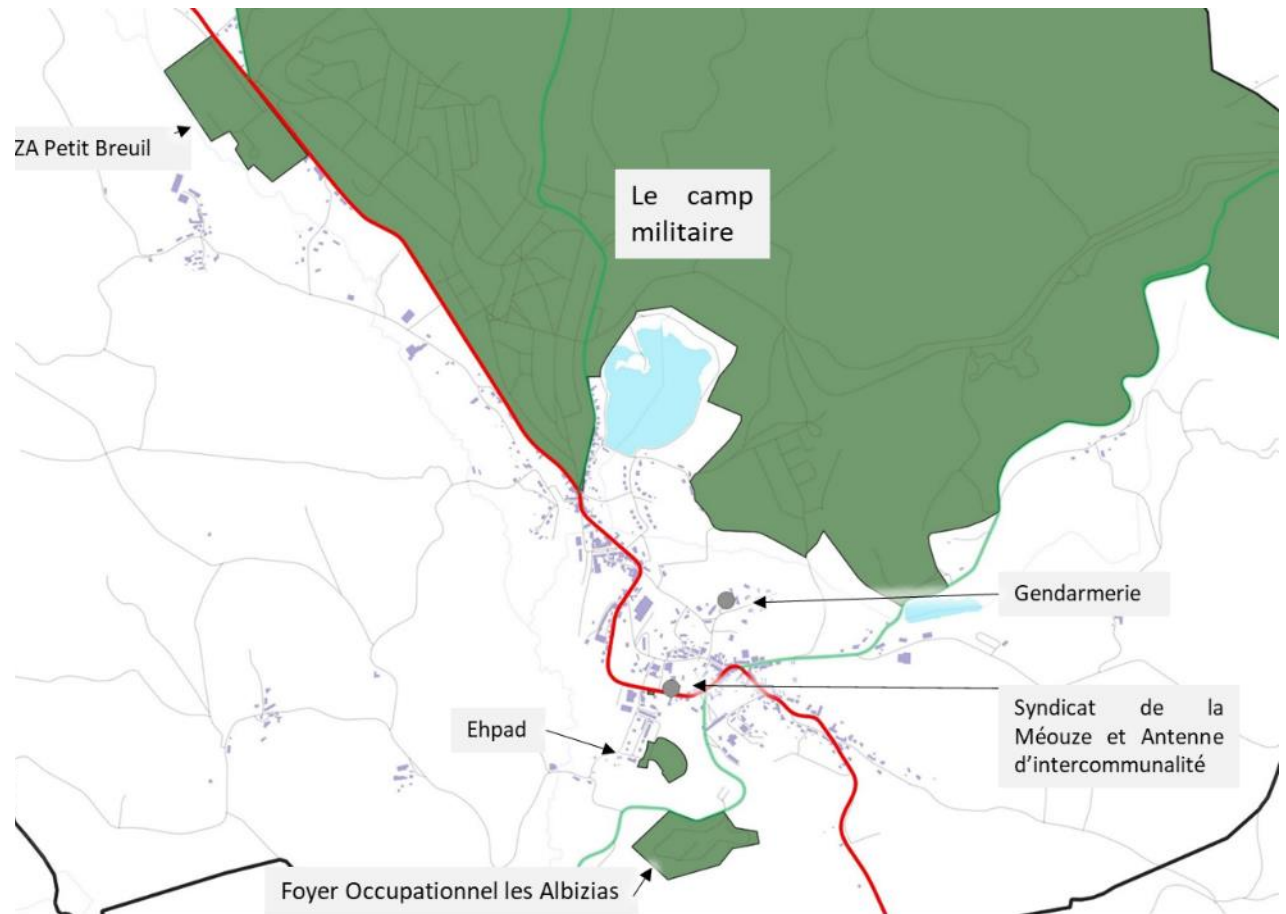 ZA Petit Breuil
Le camp
militaire
Gendarmerie
Ehpad
Syndicat de la
Méouze et Antenne
d'intercommunalité
Foyer Occupationnel les Albizias